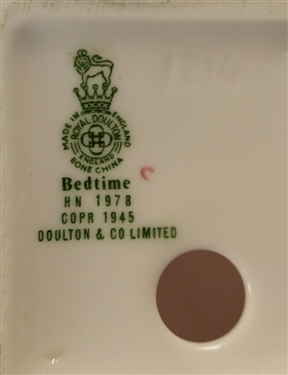 MADE IN ENGLAND
ROYAL DOULTON
ENGLAND
BONE CHINA
Bedtime
HN 1978
COPR 1945
DOULTON & CO LIMITED